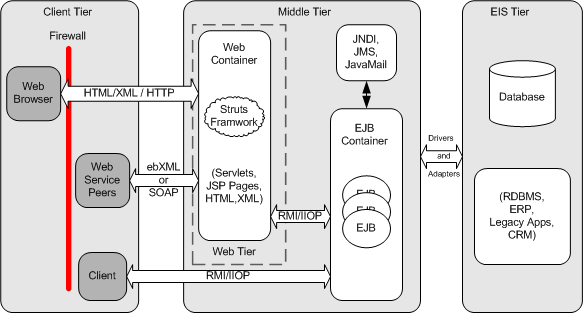 Client Tier
Middle Tier
EIS Tier
Firewall
Web
Browser
HTML/XML / HTTP
Web
Container
Struts
Framwork
(Servlets,
JSP Pages,
HTML,XML)
Web Tier
JNDI,
JMS,
JavaMail
EJB
Container
EJB
EJB
EJB
Web
Service
Peers
ebXML
or
SOAP
RMI/IIOP
Client
RMI/IIOP
Drivers
and
Adapters
Database
(RDBMS,
ERP,
Legacy Apps,
CRM)